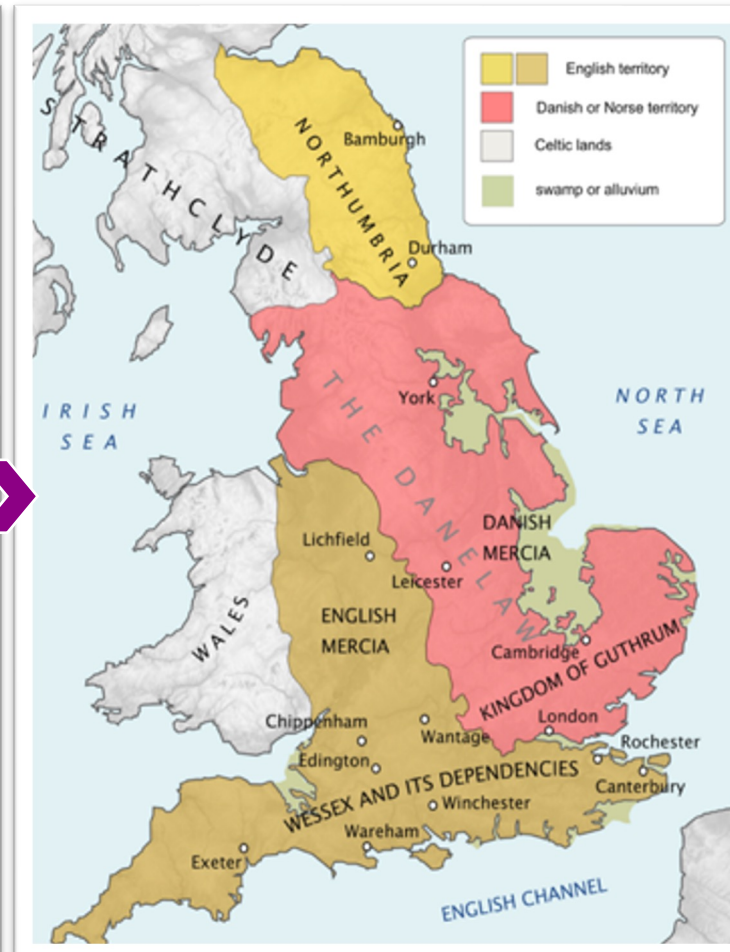 English territory
Danish or Norse territory
Celtic lands
swamp or alluvium
STRATHCLYDE
NORTHUMBRIA
Bamburgh
Durham
IRISH
SEA
NORTH
SEA
York
THE DANELAW
DANISH
MERCIA
Lichfield
Leicester
ENGLISH
MERCIA
WALES
Cambridge
KINGDOM OF GUTHRUM
Chippenham
Wantage
London
Edington
Rochester
WESSEX AND ITS DEPENDENCIES
Canterbury
Winchester
Wareham
Exeter
ENGLISH CHANNEL